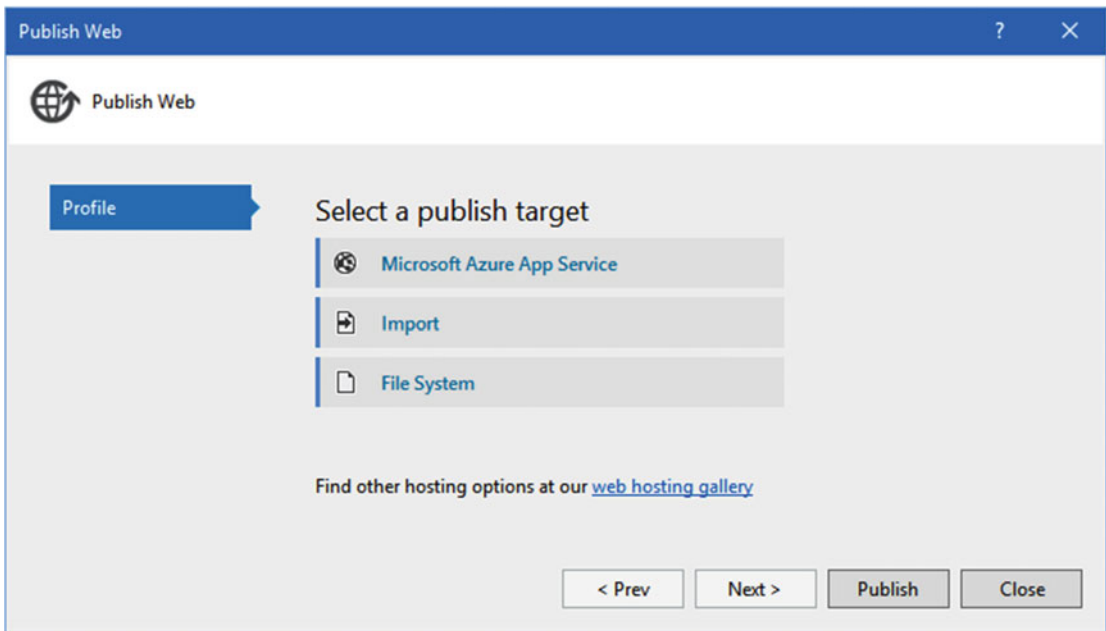 Publish Web
?
Publish Web
Profile
Select a publish target
Microsoft Azure App Service
Import
File System
Find other hosting options at our web hosting gallery
< Prev
Next >
Publish
Close